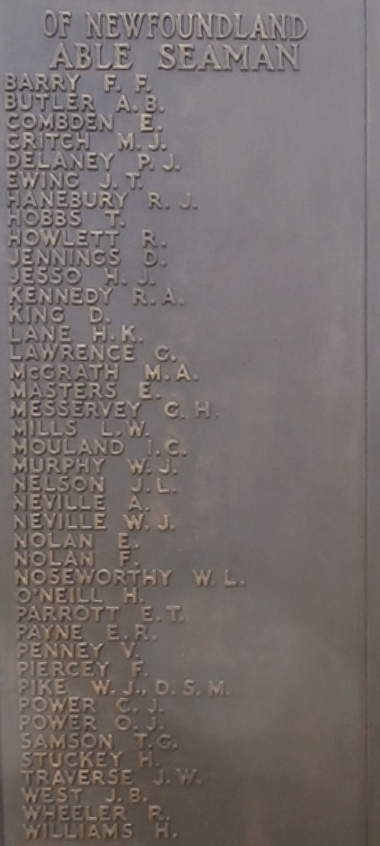 OF NEWFOUNDLAND
ABLE SEAMAN
BARRY F. F.
BUTLER A. B.
COMBDEN E.
CRITCH M. J.
DELANEY P. J.
EWING J. T.
HANEBURY R. J.
HOBBS T.
HOWLETT R.
JENNINGS D.
JESSO H. J.
KENNEDY R. A.
KING D.
LANE H. K.
LAWRENCE G.
McGRATH M. A.
MASTERS E.
MESSERVEY G. H.
MILLS L. W.
MOULAND I. C.
MURPHY W. J.
NELSON J. L.
NEVILLE A.
NEVILLE W. J.
NOLAN E.
NOLAN F.
NOSEWORTHY W. L.
O'NEILL H.
PARROTT E. T.
PAYNE E. R.
PENNEY V.
PIERCEY F.
PIKE W. J., D. S. M.
POWER C. J.
POWER O. J.
SAMSON T. G.
STUCKEY H.
TRAVERSE J. W.
WEST J. B.
WHEELER R.
WILLIAMS H.